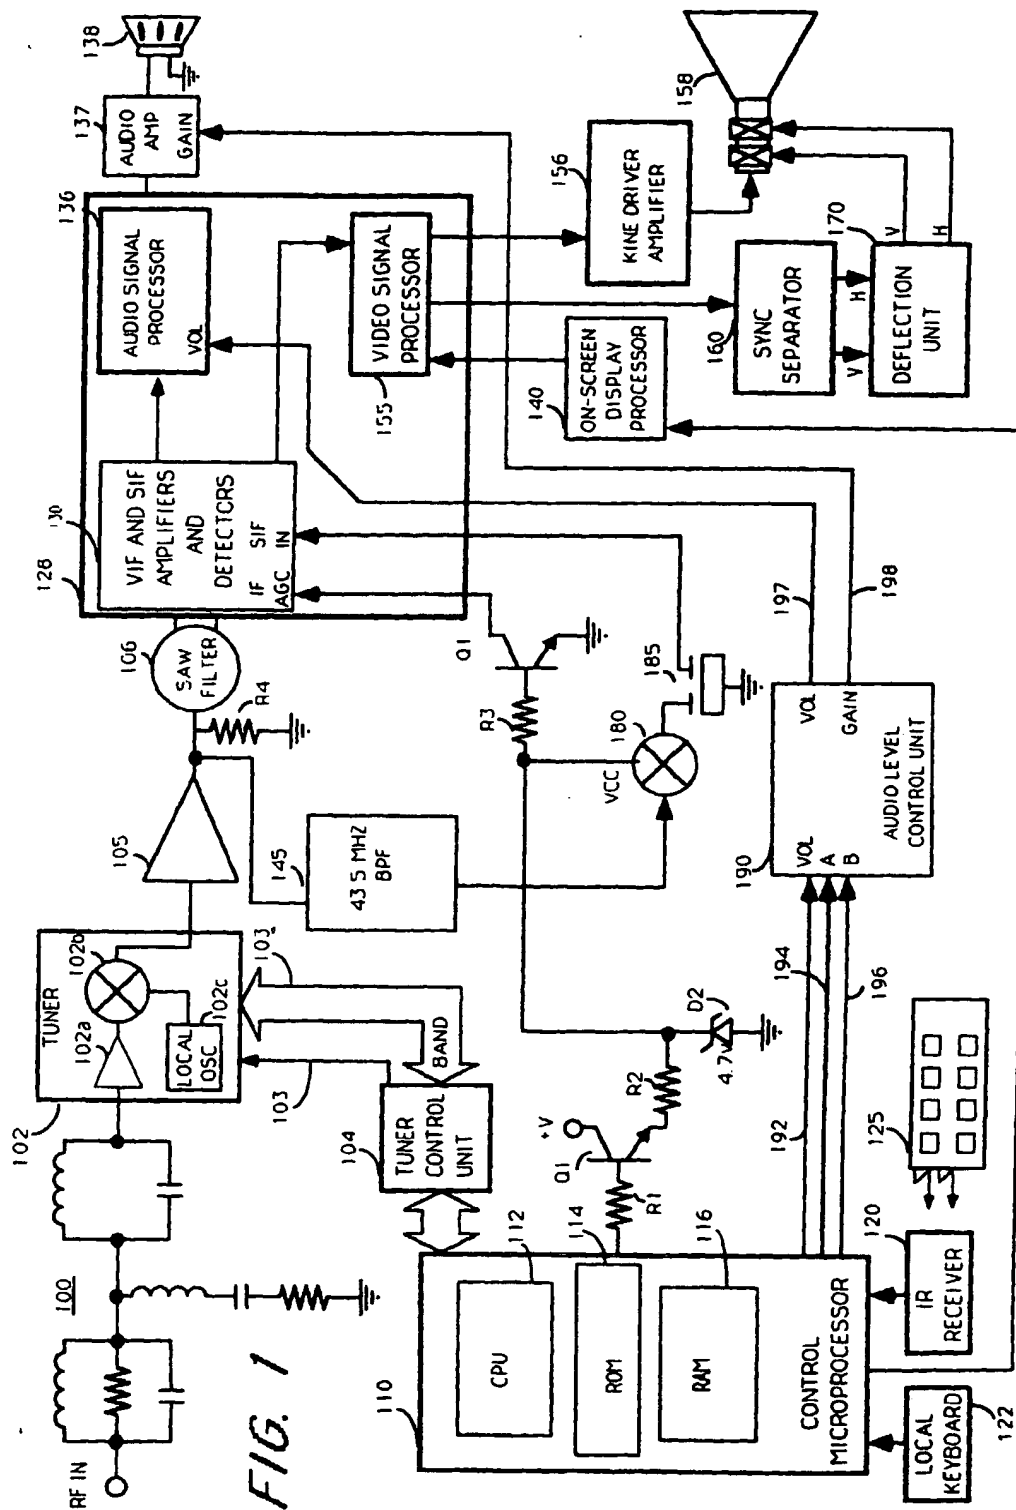 RF IN
100
FIG. 1
102
TUNER
102a
102b
LOCAL
OSC
102c
103
103
BAND
104
TUNER
CONTROL
UNIT
105
106
SAW
FILTER
R4
145
43 5 MHZ
BPF
128
130
VIF AND SIF
AMPLIFIERS
AND
DETECTORS
IF
AGC
SIF
IN
136
AUDIO SIGNAL
PROCESSOR
VOL
137
AUDIO
AMP
GAIN
138
VIDEO SIGNAL
PROCESSOR
155
156
KINE DRIVER
AMPLIFIER
158
140
ON-SCREEN
DISPLAY
PROCESSOR
160
SYNC
SEPARATOR
V
H
170
DEFLECTION
UNIT
V
H
Q1
R3
VCC
180
185
110
CPU
112
ROM
114
RAM
116
CONTROL
MICROPROCESSOR
R1
Q1
+V
R2
D2
4.7v
192
194
196
190
VOL
A
B
AUDIO LEVEL
CONTROL UNIT
VOL
GAIN
197
198
LOCAL
KEYBOARD
122
IR
RECEIVER
120
125